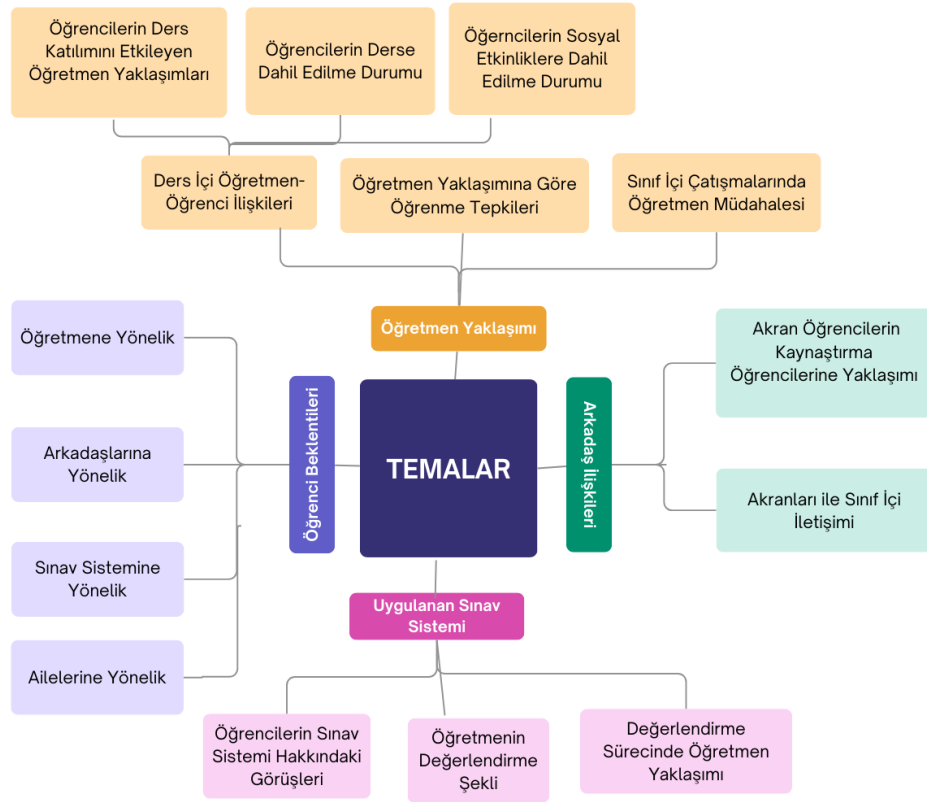 Öğrencilerin Ders
Katılımını Etkileyen
Öğretmen Yaklaşımları
Öğrencilerin Derse
Dahil Edilme Durumu
Öğerncilerin Sosyal
Etkinliklere Dahil
Edilme Durumu
Ders İçi Öğretmen-
Öğrenci İlişkileri
Öğretmen Yaklaşımına Göre
Öğrenme Tepkileri
Sınıf İçi Çatışmalarında
Öğretmen Müdahalesi
Öğretmen Yaklaşımı
Öğretmene Yönelik
Arkadaşlarına
Yönelik
Sınav Sistemine
Yönelik
Ailelerine Yönelik
Öğrenci Beklentileri
TEMALAR
Arkadaş İlişkileri
Akran Öğrencilerin
Kaynaştırma
Öğrencilerine Yaklaşımı
Akranları ile Sınıf İçi
İletişimi
Uygulanan Sınav
Sistemi
Öğrencilerin Sınav
Sistemi Hakkındaki
Görüşleri
Öğretmenin
Değerlendirme
Şekli
Değerlendirme
Sürecinde Öğretmen
Yaklaşımı